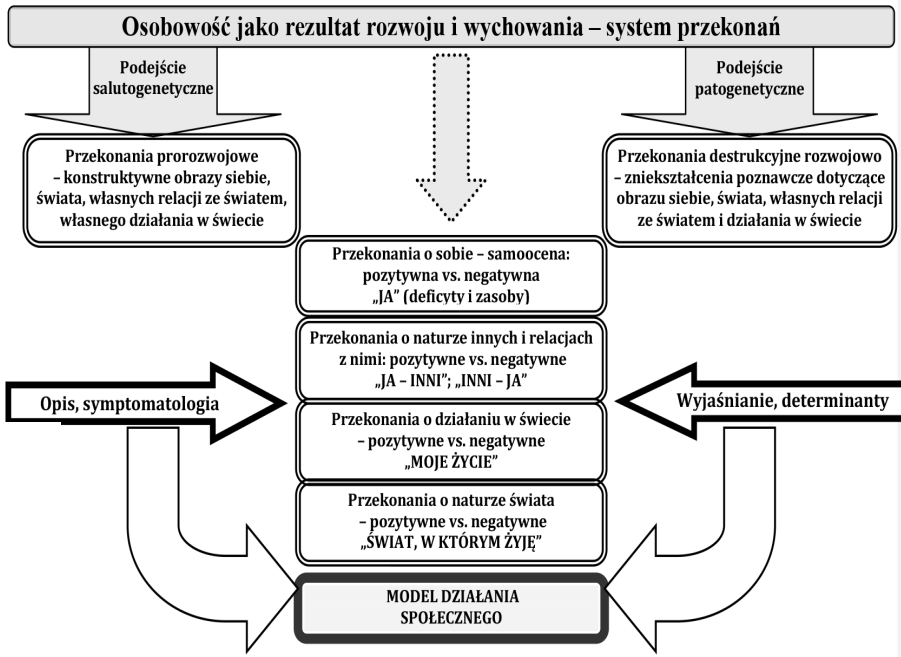 Osobowość jako rezultat rozwoju i wychowania – system przekonań
Podejście
salutogenetyczne
Podejście
patogenetyczne
Przekonania prorozwojowe
– konstruktywne obrazy siebie,
świata, własnych relacji ze światem,
własnego działania w świecie
Przekonania destrukcyjne rozwojowo
– zniekształcenia poznawcze dotyczące
obrazu siebie, świata, własnych relacji
ze światem i działania w świecie
Przekonania o sobie – samoocena:
pozytywna vs. negatywna
„JA” (deficyty i zasoby)
Przekonania o naturze innych i relacjach
z nimi: pozytywne vs. negatywne
„JA – INNI”; „INNI – JA”
Opis, symptomatologia
Wyjaśnianie, determinanty
Przekonania o działaniu w świecie
– pozytywne vs. negatywne
„MOJE ŻYCIE”
Przekonania o naturze świata
– pozytywne vs. negatywne
„ŚWIAT, W KTÓRYM ŻYJĘ”
MODEL DZIAŁANIA
SPOŁECZNEGO